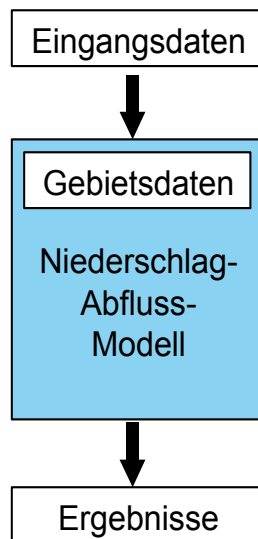 Eingangsdaten
Gebietsdaten
Niederschlag-
Abfluss-
Modell
Ergebnisse